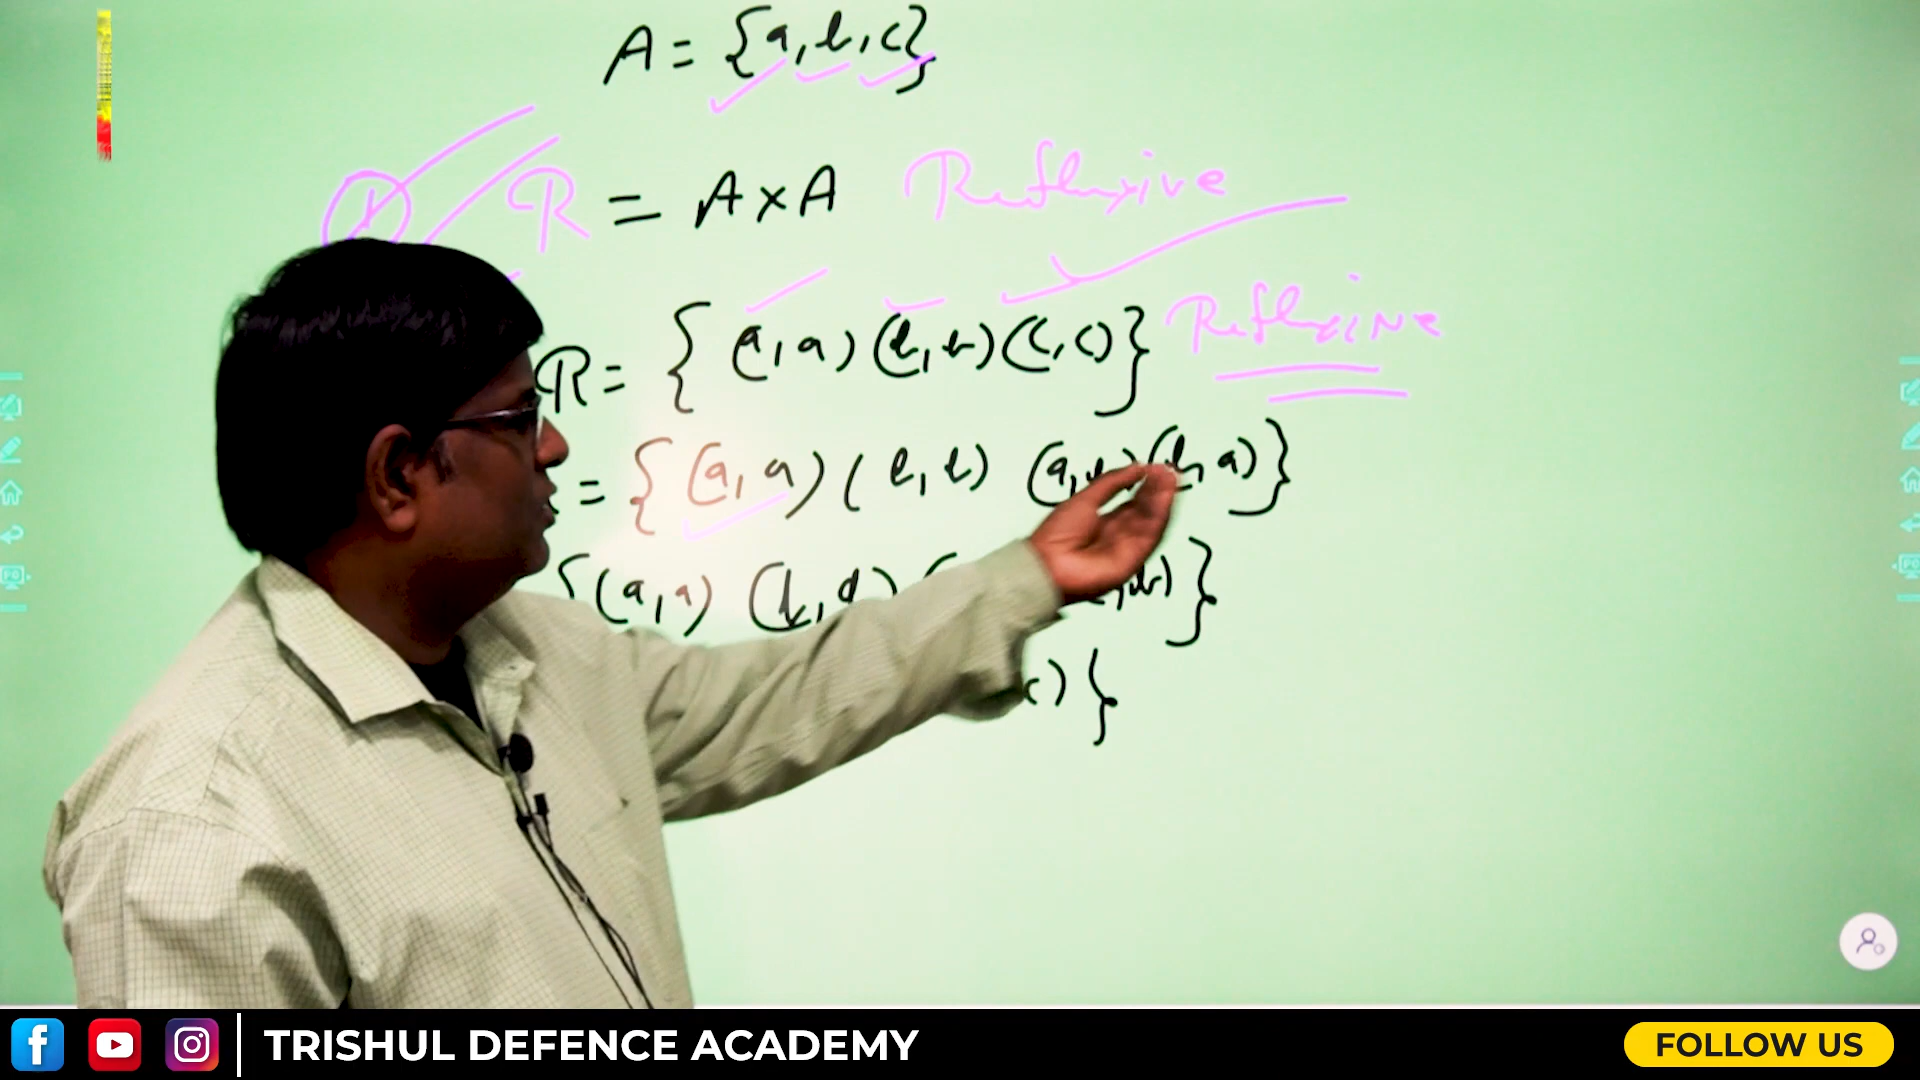 A = {a, b, c}
R = A × A Reflexive
R = { (a, a) (b, b) (c, c) } Reflexive
= { (a, a) ( b, b) (a, b) (b, a) }
{ (a, a) (b, }
c) }
TRISHUL DEFENCE ACADEMY
FOLLOW US